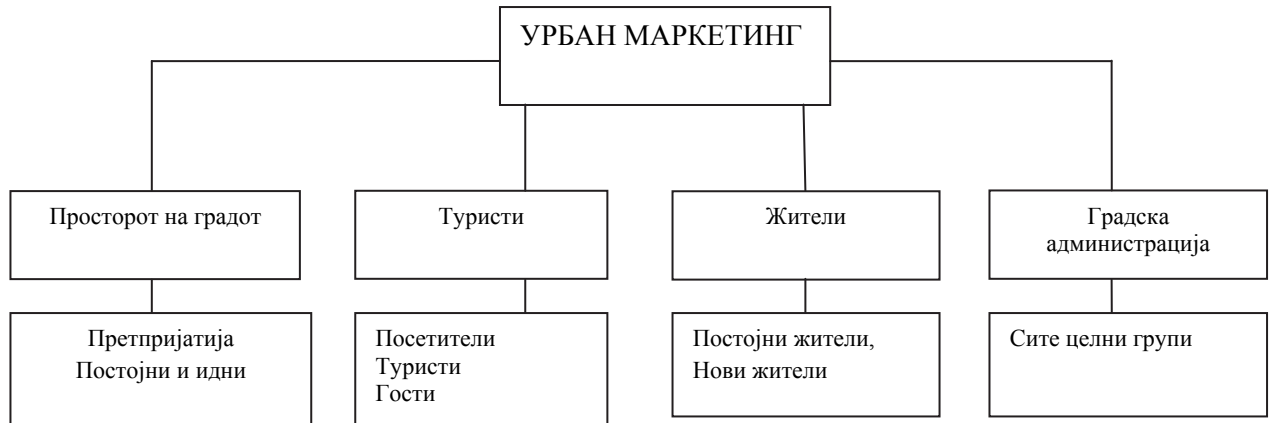 УРБАН МАРКЕТИНГ
Просторот на градот
Туристи
Жители
Градска
администрација
Претпријатија
Постојни и идни
Посетители
Туристи
Гости
Постојни жители,
Нови жители
Сите целни групи